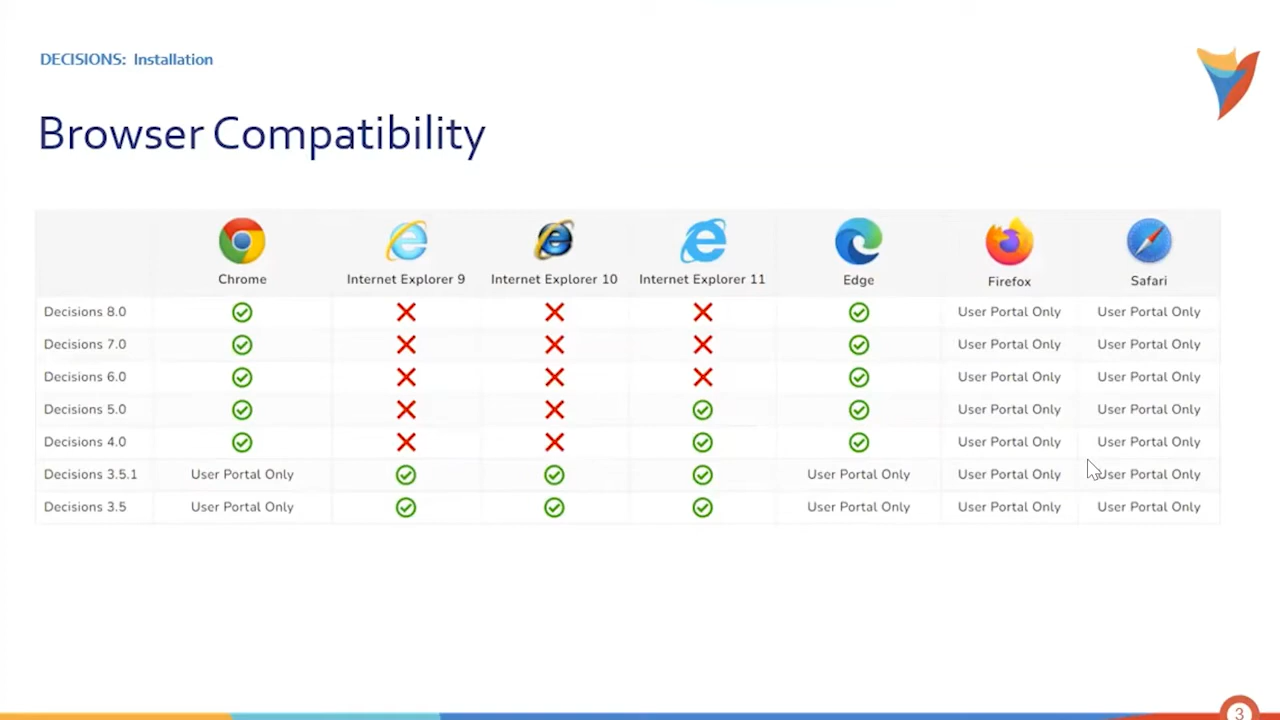 DECISIONS: Installation
Browser Compatibility
Chrome Internet Explorer 9 Internet Explorer 10 Internet Explorer 11 Edge Firefox Safari
Decisions 8.0 User Portal Only User Portal Only
Decisions 7.0 User Portal Only User Portal Only
Decisions 6.0 User Portal Only User Portal Only
Decisions 5.0 User Portal Only User Portal Only
Decisions 4.0 User Portal Only User Portal Only
Decisions 3.5.1 User Portal Only User Portal Only User Portal Only User Portal Only
Decisions 3.5 User Portal Only User Portal Only User Portal Only User Portal Only
3